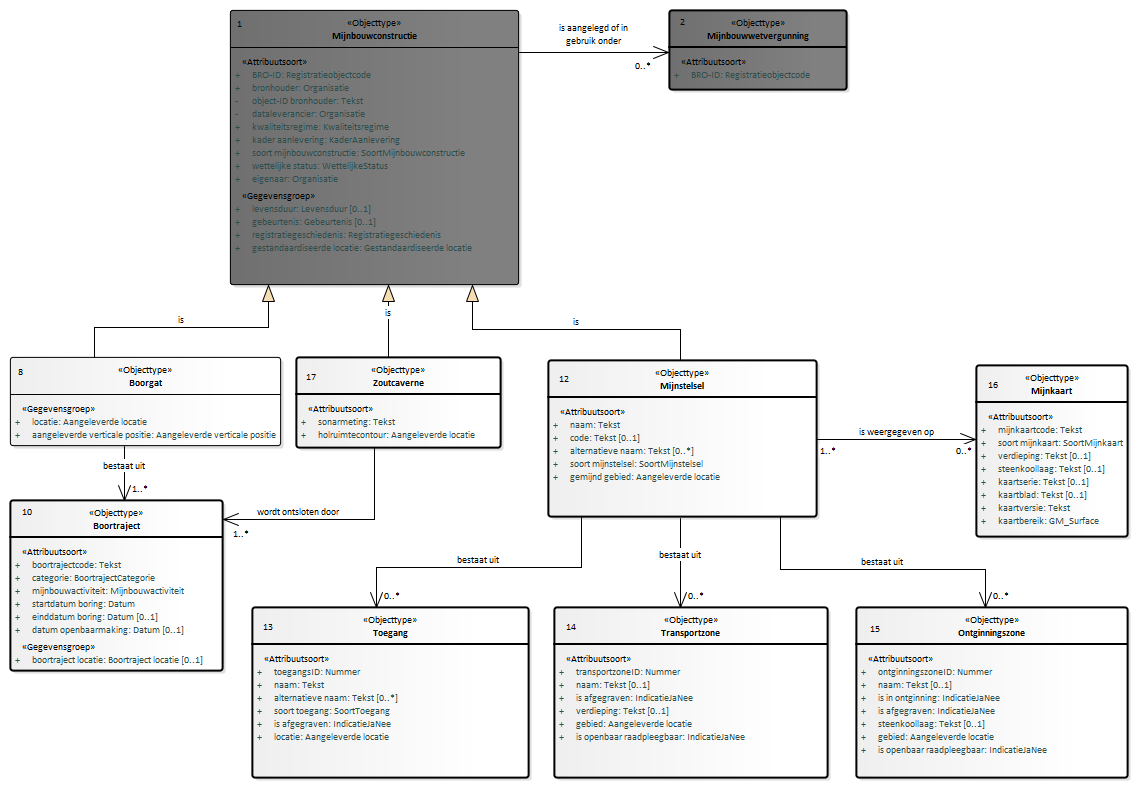 1
«Objecttype»
Mijnbouwconstructie
«Attribuutsoort»
+ BRO-ID: Registratieobjectcode
+ bronhouder: Organisatie
- object-ID bronhouder: Tekst
- dataleverancier: Organisatie
+ kwaliteitsregime: Kwaliteitsregime
+ kader aanlevering: KaderAanlevering
+ soort mijnbouwconstructie: SoortMijnbouwconstructie
+ wettelijke status: WettelijkeStatus
+ eigenaar: Organisatie
«Gegevensgroep»
+ levensduur: Levensduur [0..1]
+ gebeurtenis: Gebeurtenis [0..1]
+ registratiegeschiedenis: Registratiegeschiedenis
+ gestandaardiseerde locatie: Gestandaardiseerde locatie
is aangelegd of in
gebruik onder
0..*
2
«Objecttype»
Mijnbouwwetvergunning
«Attribuutsoort»
+ BRO-ID: Registratieobjectcode
is
is
is
8
«Objecttype»
Boorgat
«Gegevensgroep»
+ locatie: Aangeleverde locatie
+ aangeleverde verticale positie: Aangeleverde verticale positie
17
«Objecttype»
Zoutcaverne
«Attribuutsoort»
+ sonarmeting: Tekst
+ holruimtecontour: Aangeleverde locatie
12
«Objecttype»
Mijnstelsel
«Attribuutsoort»
+ naam: Tekst
+ code: Tekst [0..1]
+ alternatieve naam: Tekst [0..*]
+ soort mijnstelsel: SoortMijnstelsel
+ gemijnd gebied: Aangeleverde locatie
is weergegeven op
1..*
0..*
16
«Objecttype»
Mijnkaart
«Attribuutsoort»
+ mijnkaartcode: Tekst
+ soort mijnkaart: SoortMijnkaart
+ verdieping: Tekst [0..1]
+ steenkoollaag: Tekst [0..1]
+ kaartserie: Tekst [0..1]
+ kaartblad: Tekst [0..1]
+ kaartversie: Tekst
+ kaartbereik: GM_Surface
bestaat uit
1..*
wordt ontsloten door
1..*
10
«Objecttype»
Boortraject
«Attribuutsoort»
+ boortrajectcode: Tekst
+ categorie: BoortrajectCategorie
+ mijnbouwactiviteit: Mijnbouwactiviteit
+ startdatum boring: Datum
+ einddatum boring: Datum [0..1]
+ datum openbaarmaking: Datum [0..1]
«Gegevensgroep»
+ boortraject locatie: Boortraject locatie [0..1]
bestaat uit
0..*
bestaat uit
0..*
bestaat uit
0..*
13
«Objecttype»
Toegang
«Attribuutsoort»
+ toegangsID: Nummer
+ naam: Tekst
+ alternatieve naam: Tekst [0..*]
+ soort toegang: SoortToegang
+ is afgegraven: IndicatieJaNee
+ locatie: Aangeleverde locatie
14
«Objecttype»
Transportzone
«Attribuutsoort»
+ transportzoneID: Nummer
+ naam: Tekst [0..1]
+ is afgegraven: IndicatieJaNee
+ verdieping: Tekst [0..1]
+ gebied: Aangeleverde locatie
+ is openbaar raadpleegbaar: IndicatieJaNee
15
«Objecttype»
Ontginningszone
«Attribuutsoort»
+ ontginningszoneID: Nummer
+ naam: Tekst [0..1]
+ is in ontginning: IndicatieJaNee
+ is afgegraven: IndicatieJaNee
+ steenkoollaag: Tekst [0..1]
+ gebied: Aangeleverde locatie
+ is openbaar raadpleegbaar: IndicatieJaNee